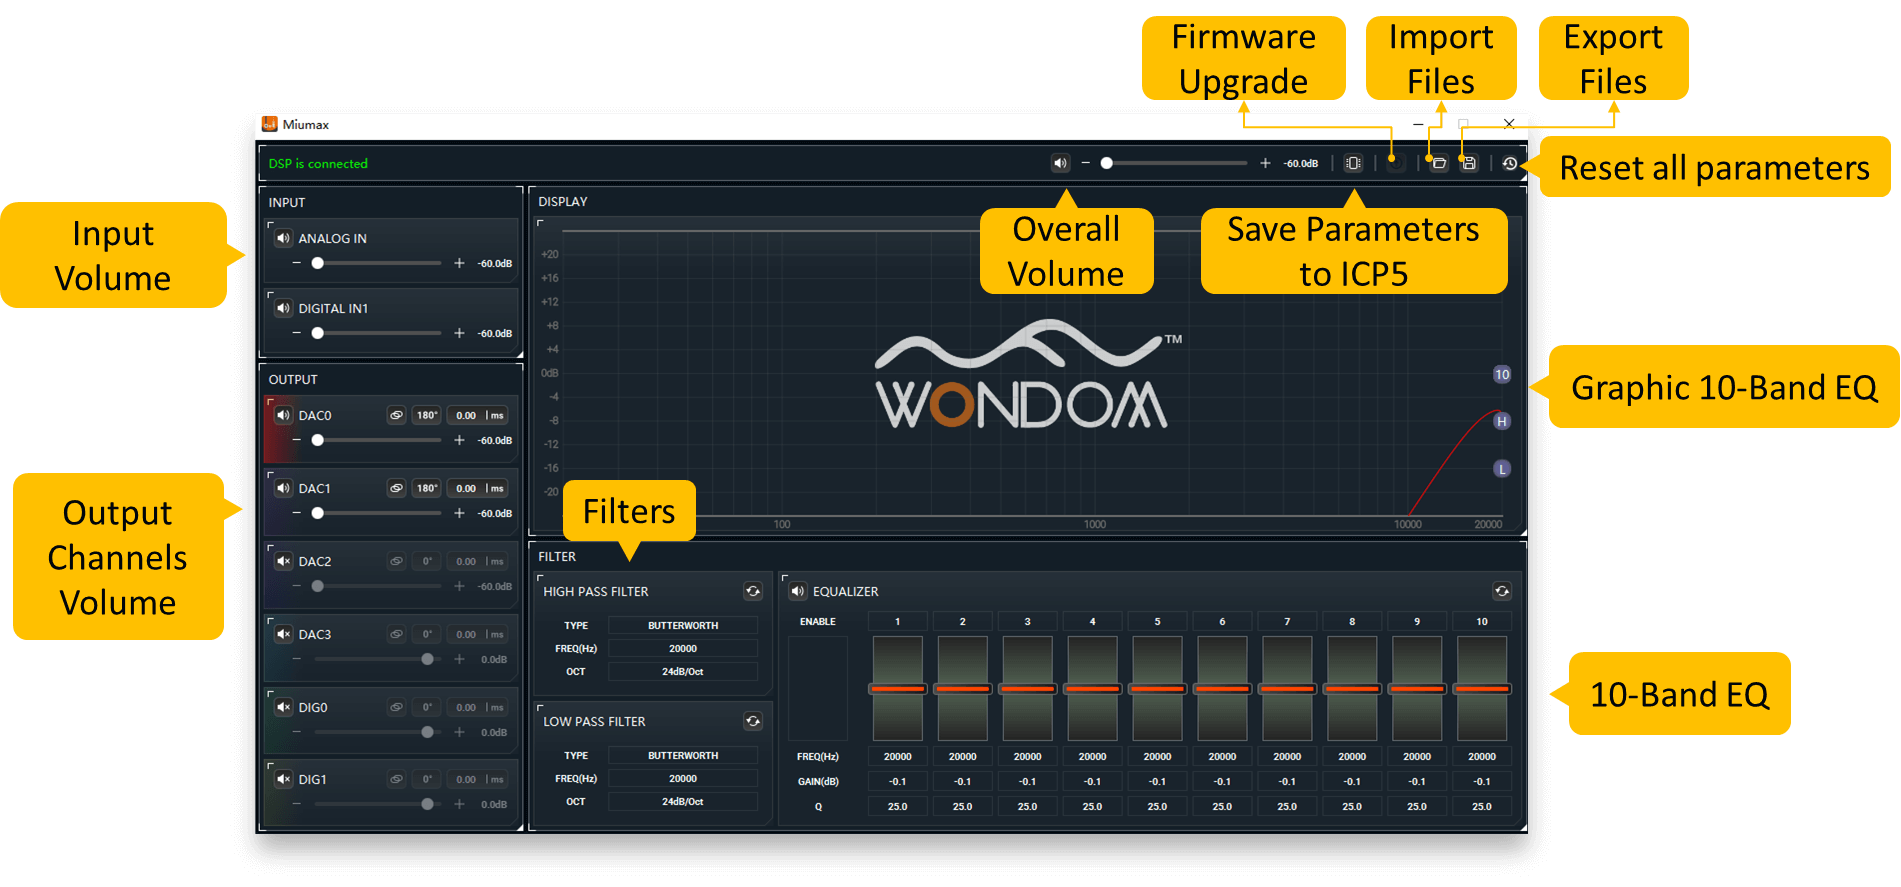 Firmware
Upgrade
Import
Files
Export
Files
Miumax
DSP is connected
-60.0dB
Reset all parameters
Overall
Volume
Save Parameters
to ICP5
Input
Volume
INPUT
ANALOG IN
-60.0dB
DIGITAL IN1
-60.0dB
OUTPUT
DAC0 180° 0.00 | ms
-60.0dB
DAC1 180° 0.00 | ms
-60.0dB
DAC2 0° 0.00 | ms
-60.0dB
DAC3 0° 0.00 | ms
0.0dB
DIG0 0° 0.00 | ms
0.0dB
DIG1 0° 0.00 | ms
0.0dB
Output
Channels
Volume
DISPLAY
+20
+16
+12
+8
+4
0dB
-4
-8
-12
-16
-20
100 1000 10000 20000
WONDOM™
10
H
L
Graphic 10-Band EQ
Filters
FILTER
HIGH PASS FILTER
TYPE BUTTERWORTH
FREQ(Hz) 20000
OCT 24dB/Oct
LOW PASS FILTER
TYPE BUTTERWORTH
FREQ(Hz) 20000
OCT 24dB/Oct
EQUALIZER
ENABLE 1 2 3 4 5 6 7 8 9 10
FREQ(Hz) 20000 20000 20000 20000 20000 20000 20000 20000 20000 20000
GAIN(dB) -0.1 -0.1 -0.1 -0.1 -0.1 -0.1 -0.1 -0.1 -0.1 -0.1
Q 25.0 25.0 25.0 25.0 25.0 25.0 25.0 25.0 25.0 25.0
10-Band EQ